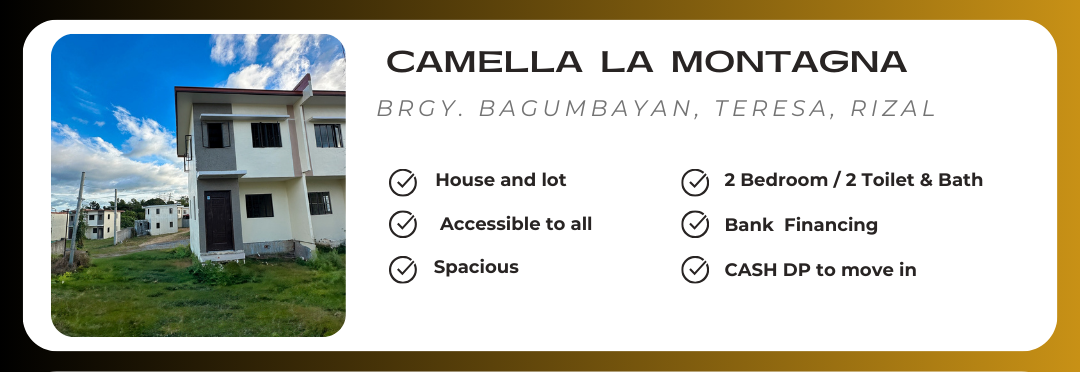 CAMELLA LA MONTAGNA
BRGY. BAGUMBAYAN, TERESA, RIZAL
House and lot
Accessible to all
Spacious
2 Bedroom / 2 Toilet & Bath
Bank Financing
CASH DP to move in